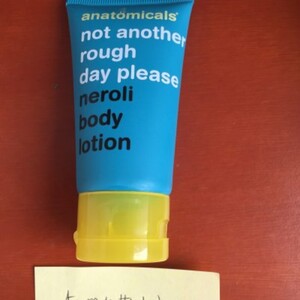 anatomicals
not another
rough
day please
neroli
body
lotion